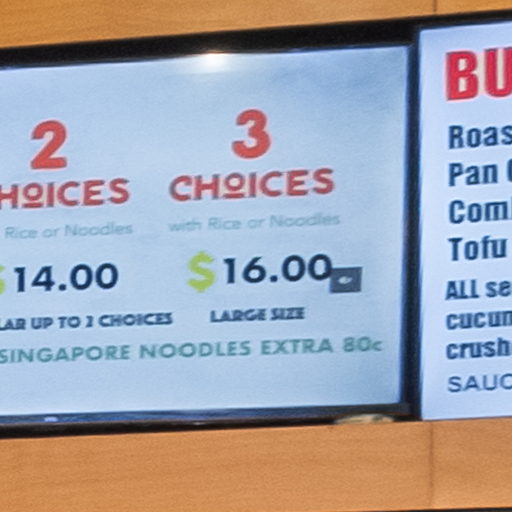 2
HOICES
Rice or Noodles
$14.00
LAR UP TO 2 CHOICES
3
CHOICES
with Rice or Noodles
$16.00
LARGE SIZE
SINGAPORE NOODLES EXTRA 80c
BU
Roas
Pan
Com
Tofu
ALL se
cucum
crush
SAUC